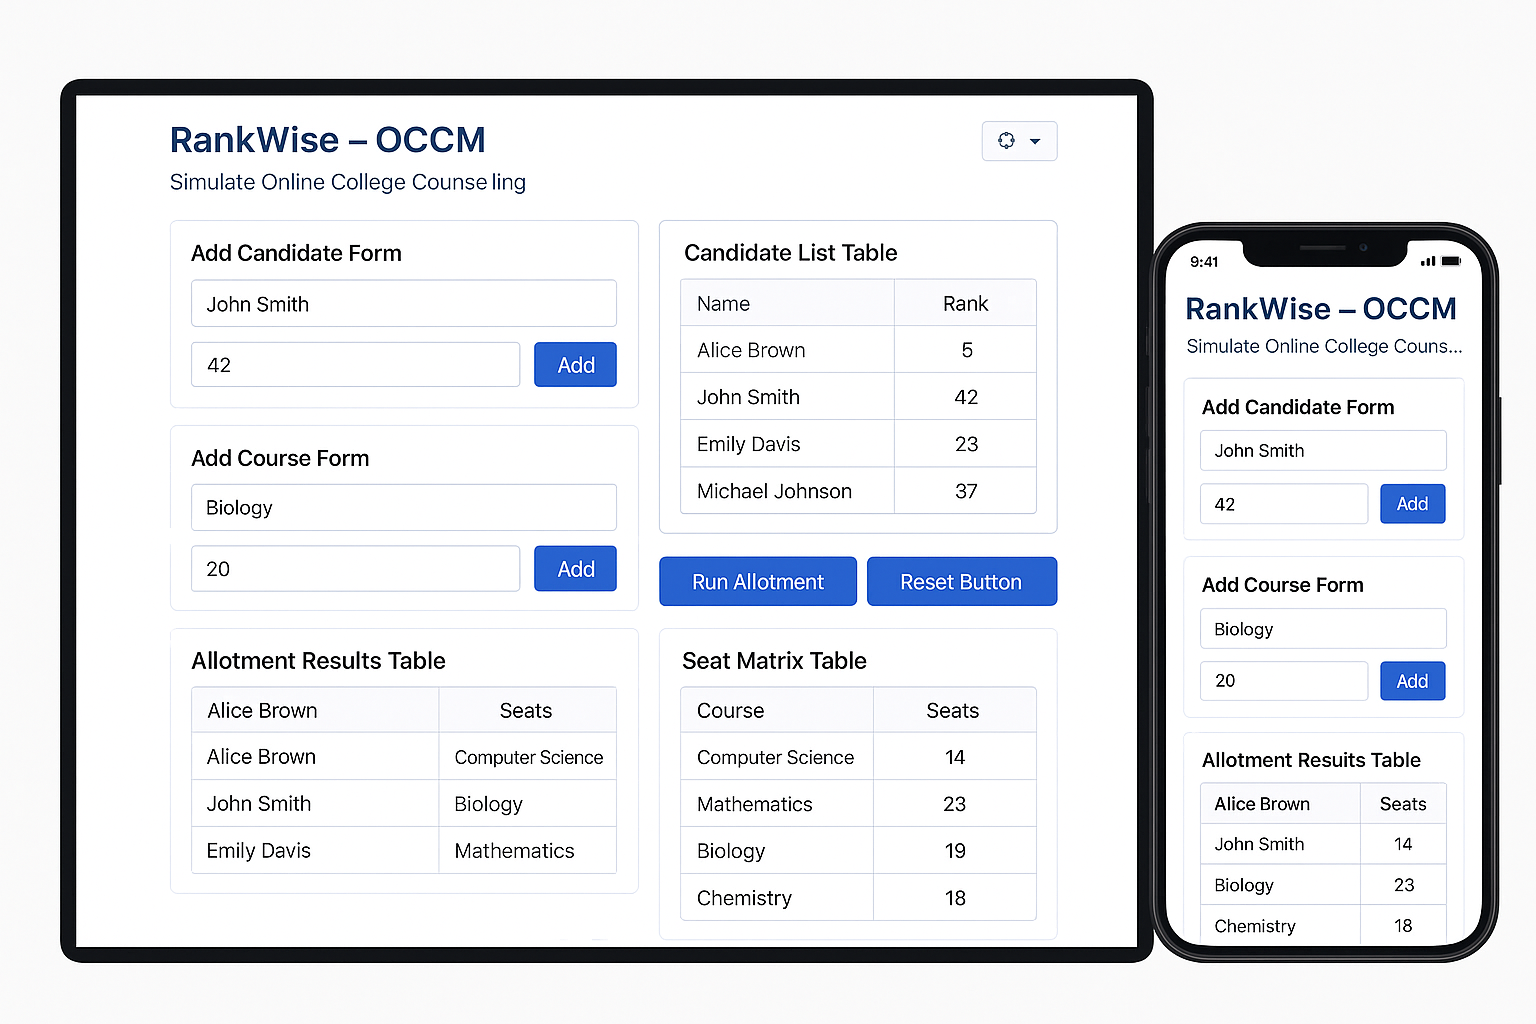 RankWise – OCCM
Simulate Online College Counseling
Add Candidate Form
John Smith
42 Add
Add Course Form
Biology
20 Add
Allotment Results Table
Alice Brown Seats
Alice Brown Computer Science
John Smith Biology
Emily Davis Mathematics
Candidate List Table
Name Rank
Alice Brown 5
John Smith 42
Emily Davis 23
Michael Johnson 37
Run Allotment Reset Button
Seat Matrix Table
Course Seats
Computer Science 14
Mathematics 23
Biology 19
Chemistry 18
9:41
RankWise – OCCM
Simulate Online College Couns...
Add Candidate Form
John Smith
42 Add
Add Course Form
Biology
20 Add
Allotment Resuits Table
Alice Brown Seats
John Smith 14
Biology 23
Chemistry 18